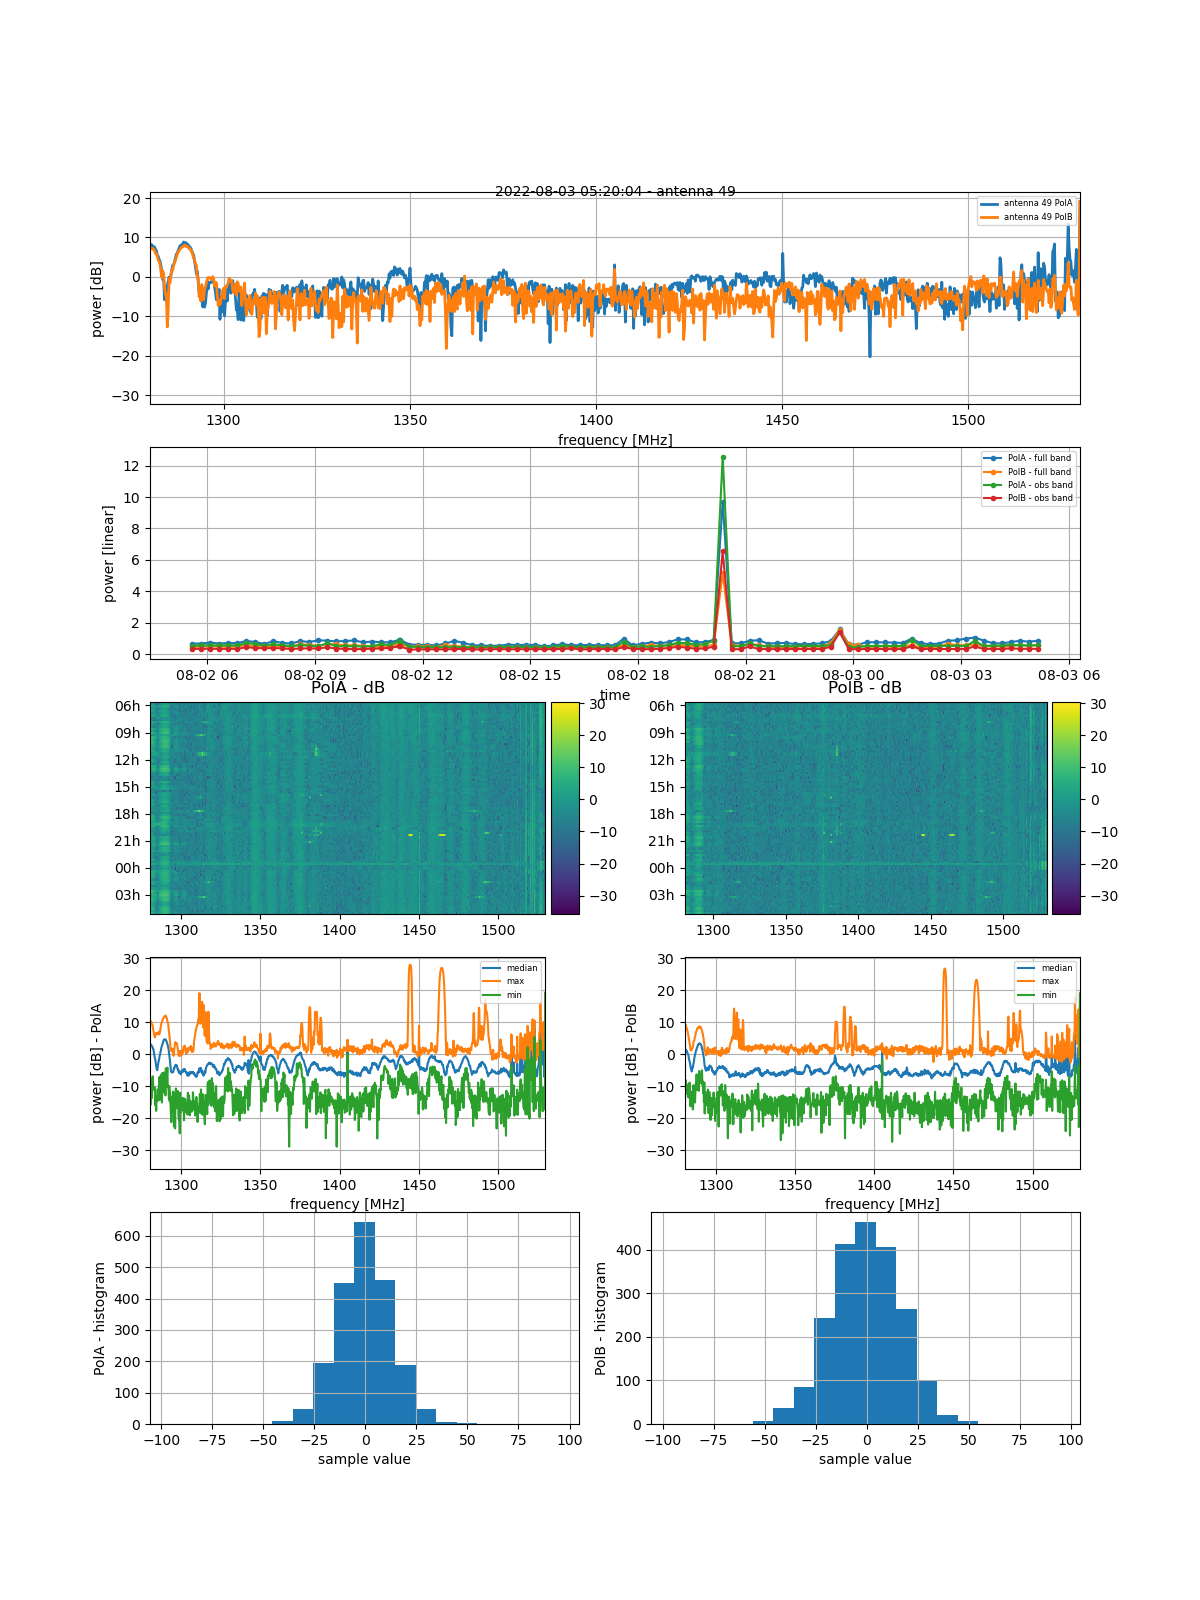 2022-08-03 05:20:04 - antenna 49
power [dB]
20
10
0
−10
−20
−30
antenna 49 PolA
antenna 49 PolB
1300 1350 1400 1450 1500
frequency [MHz]
power [linear]
12
10
8
6
4
2
0
PolA - full band
PolB - full band
PolA - obs band
PolB - obs band
08-02 06 08-02 09 08-02 12 08-02 15 08-02 18 08-02 21 08-03 00 08-03 03 08-03 06
time
PolA - dB
06h
09h
12h
15h
18h
21h
00h
03h
1300 1350 1400 1450 1500
30
20
10
0
−10
−20
−30
PolB - dB
06h
09h
12h
15h
18h
21h
00h
03h
1300 1350 1400 1450 1500
30
20
10
0
−10
−20
−30
power [dB] - PolA
30
20
10
0
−10
−20
−30
median
max
min
1300 1350 1400 1450 1500
frequency [MHz]
power [dB] - PolB
30
20
10
0
−10
−20
−30
median
max
min
1300 1350 1400 1450 1500
frequency [MHz]
PolA - histogram
600
500
400
300
200
100
0
−100 −75 −50 −25 0 25 50 75 100
sample value
PolB - histogram
400
300
200
100
0
−100 −75 −50 −25 0 25 50 75 100
sample value